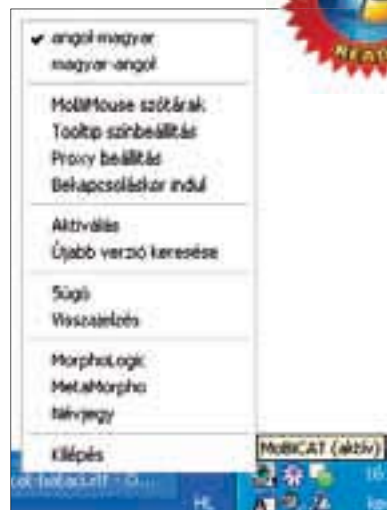 angol-magyar
magyar-angol
MobiMouse szótárak
Tooltip színbeállítás
Proxy beállítás
Bekapcsoláskor indul
Aktiválás
Újabb verzió keresése
Súgó
Visszajelzés
MorphoLogic
MetaMorpho
Névjegy
Kilépés
MobiCAT (aktív)
HL